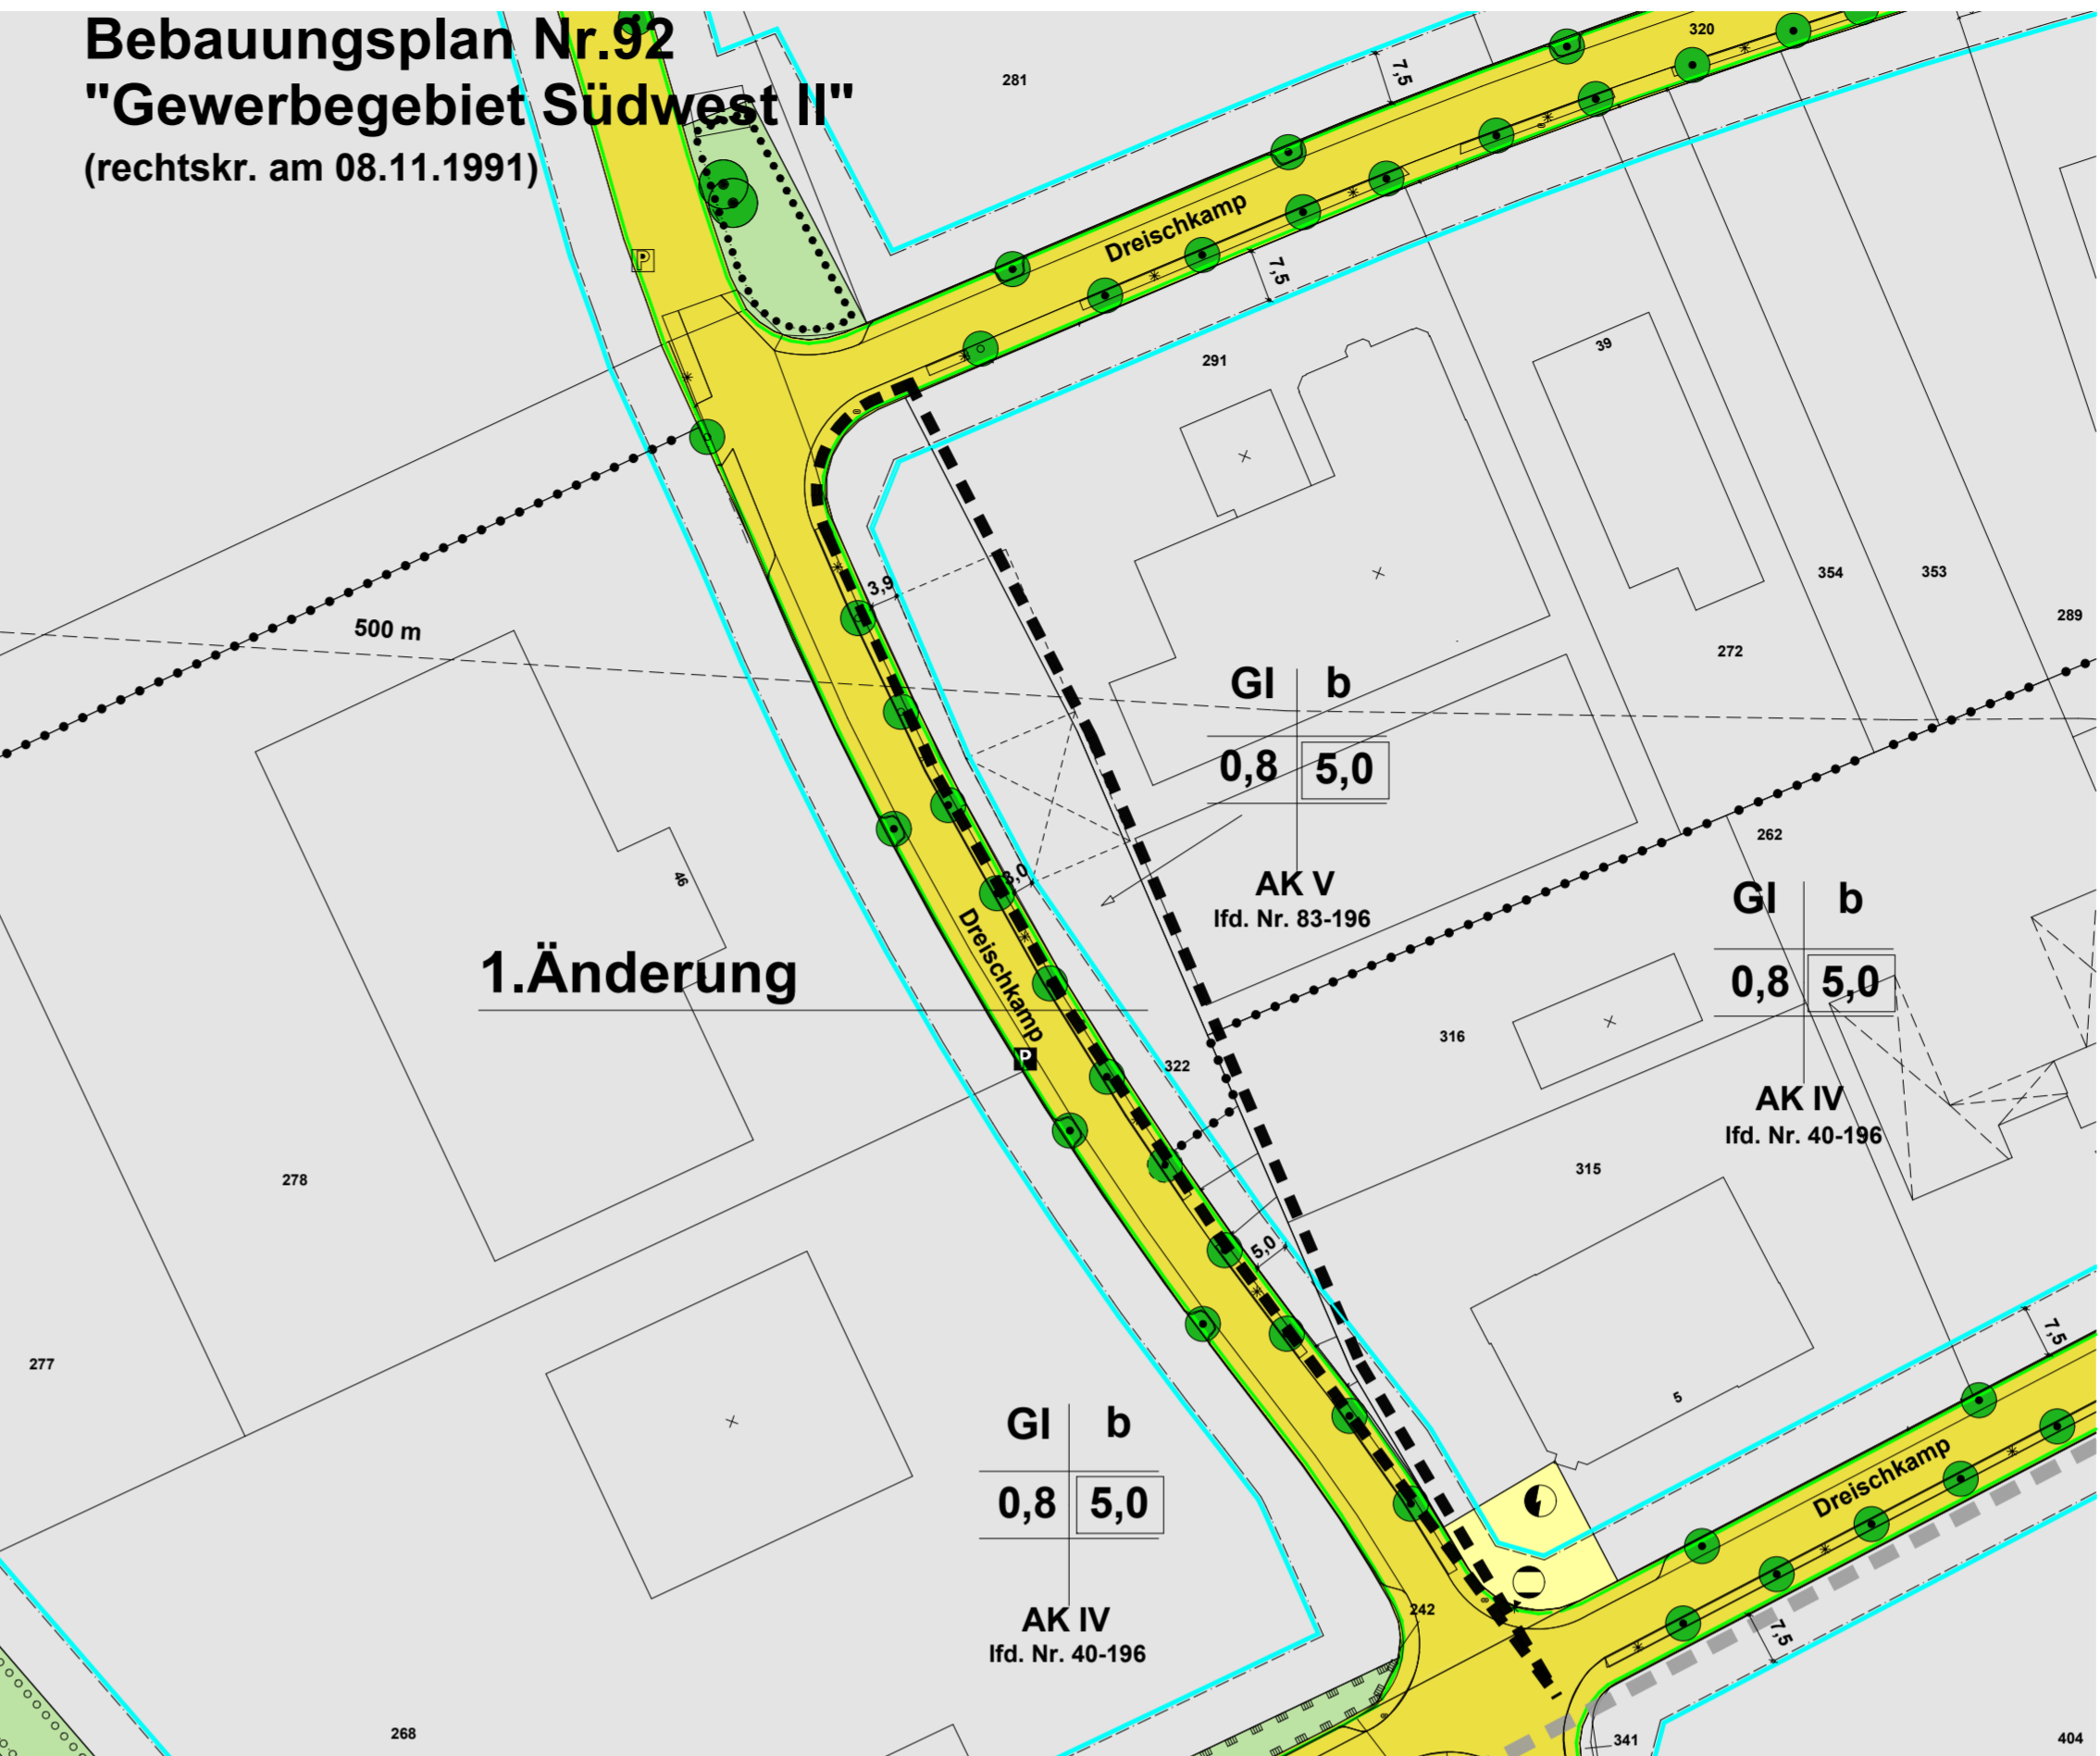 Bebauungsplan Nr.92
"Gewerbegebiet Südwest II"
(rechtskr. am 08.11.1991)
320
281
7,5
Dreischkamp
7,5
P
291
39
3,9
354
353
289
500 m
272
GI b
0,8 5,0
AK V
lfd. Nr. 83-196
262
46
3,0
GI b
0,8 5,0
AK IV
lfd. Nr. 40-196
Dreischkamp
1.Änderung
P
322
316
315
278
5,0
277
7,5
5
GI b
0,8 5,0
AK IV
lfd. Nr. 40-196
Dreischkamp
242
7,5
268
341
404